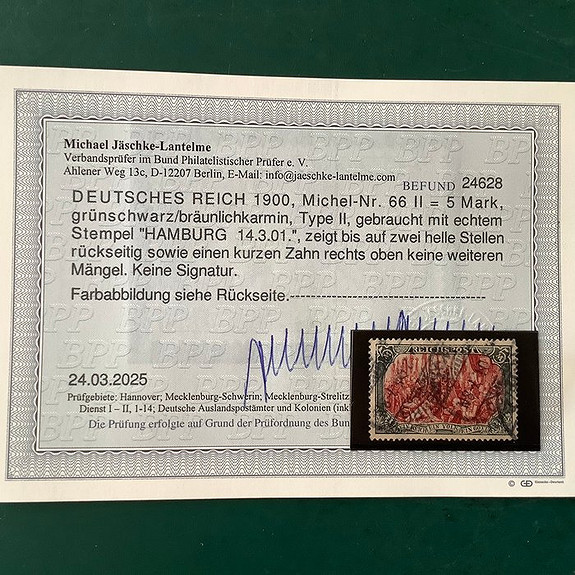 Michael Jäschke-Lantelme
Verbandsprüfer im Bund Philatelistischer Prüfer e. V.
Ahlener Weg 13c, D-12207 Berlin, E-Mail: info@jaeschke-lantelme.com
BEFUND 24628
DEUTSCHES REICH 1900, Michel-Nr. 66 II = 5 Mark,
grünschwarz/bräunlichkarmin, Type II, gebraucht mit echtem
Stempel "HAMBURG 14.3.01.", zeigt bis auf zwei helle Stellen
rückseitig sowie einen kurzen Zahn rechts oben keine weiteren
Mängel. Keine Signatur.
Farbabbildung siehe Rückseite.
24.03.2025
Prüfgebiete: Hannover; Mecklenburg-Schwerin; Mecklenburg-Strelitz
Dienst I – II, 1-14; Deutsche Auslandspostämter und Kolonien (ink
Die Prüfung erfolgte auf Grund der Prüfordnung des Bun
5 REICHSPOST 5
BPP
©